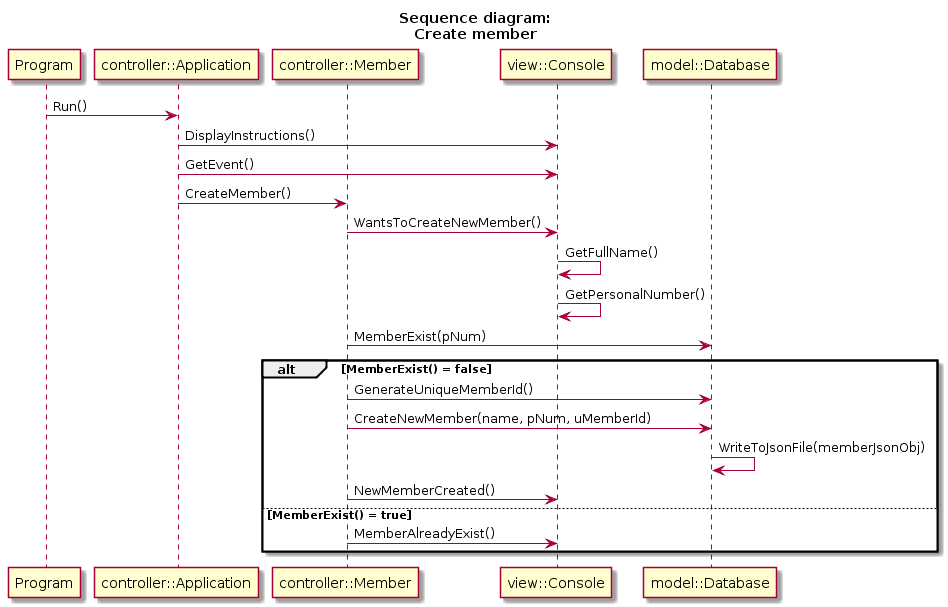 Sequence diagram:
Create member
Program
controller::Application
controller::Member
view::Console
model::Database
Run()
DisplayInstructions()
GetEvent()
CreateMember()
WantsToCreateNewMember()
GetFullName()
GetPersonalNumber()
MemberExist(pNum)
alt
[MemberExist() = false]
GenerateUniqueMemberId()
CreateNewMember(name, pNum, uMemberId)
WriteToJsonFile(memberJsonObj)
NewMemberCreated()
[MemberExist() = true]
MemberAlreadyExist()
Program
controller::Application
controller::Member
view::Console
model::Database